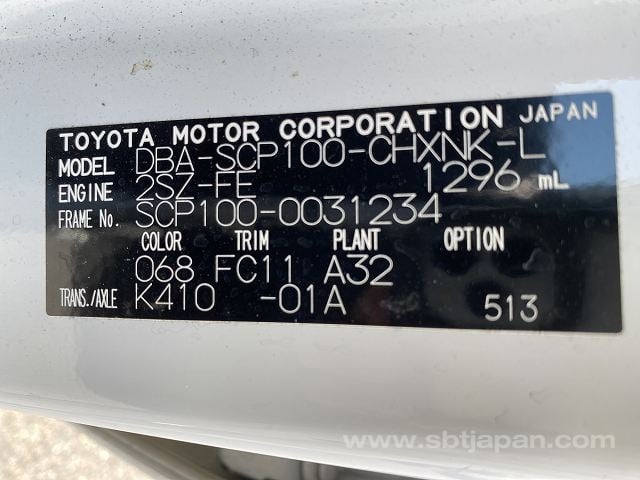 TOYOTA MOTOR CORPORATION JAPAN
MODEL DBA-SCP100-CHXNK-L
ENGINE 2SZ-FE 1296 mL
FRAME No. SCP100-0031234
COLOR TRIM PLANT OPTION
068 FC11 A32
TRANS./AXLE K410 -01A 513
www.sbtjapan.com